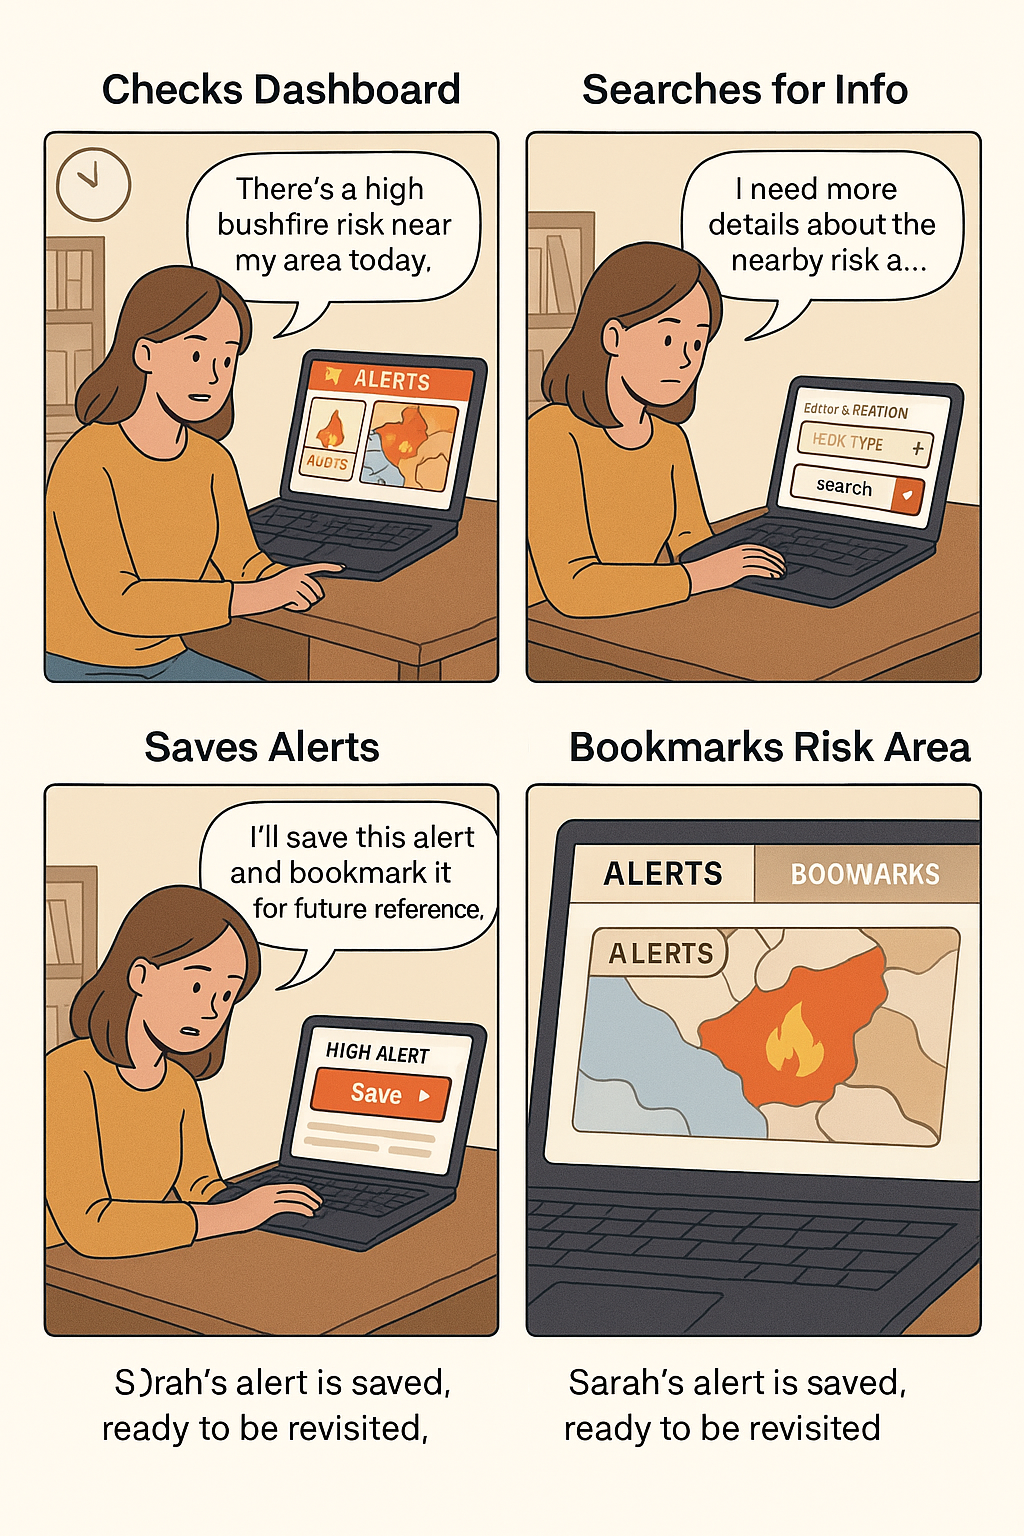 Checks Dashboard
There's a high
bushfire risk near
my area today,
ALERTS
AUDTS
Searches for Info
I need more
details about the
nearby risk a...
Edttor & REATION
HEDK TYPE +
search
Saves Alerts
I'll save this alert
and bookmark it
for future reference,
HIGH ALERT
Save
Bookmarks Risk Area
ALERTS
BOOWARKS
ALERTS
S)rah's alert is saved,
ready to be revisited,
Sarah's alert is saved,
ready to be revisited